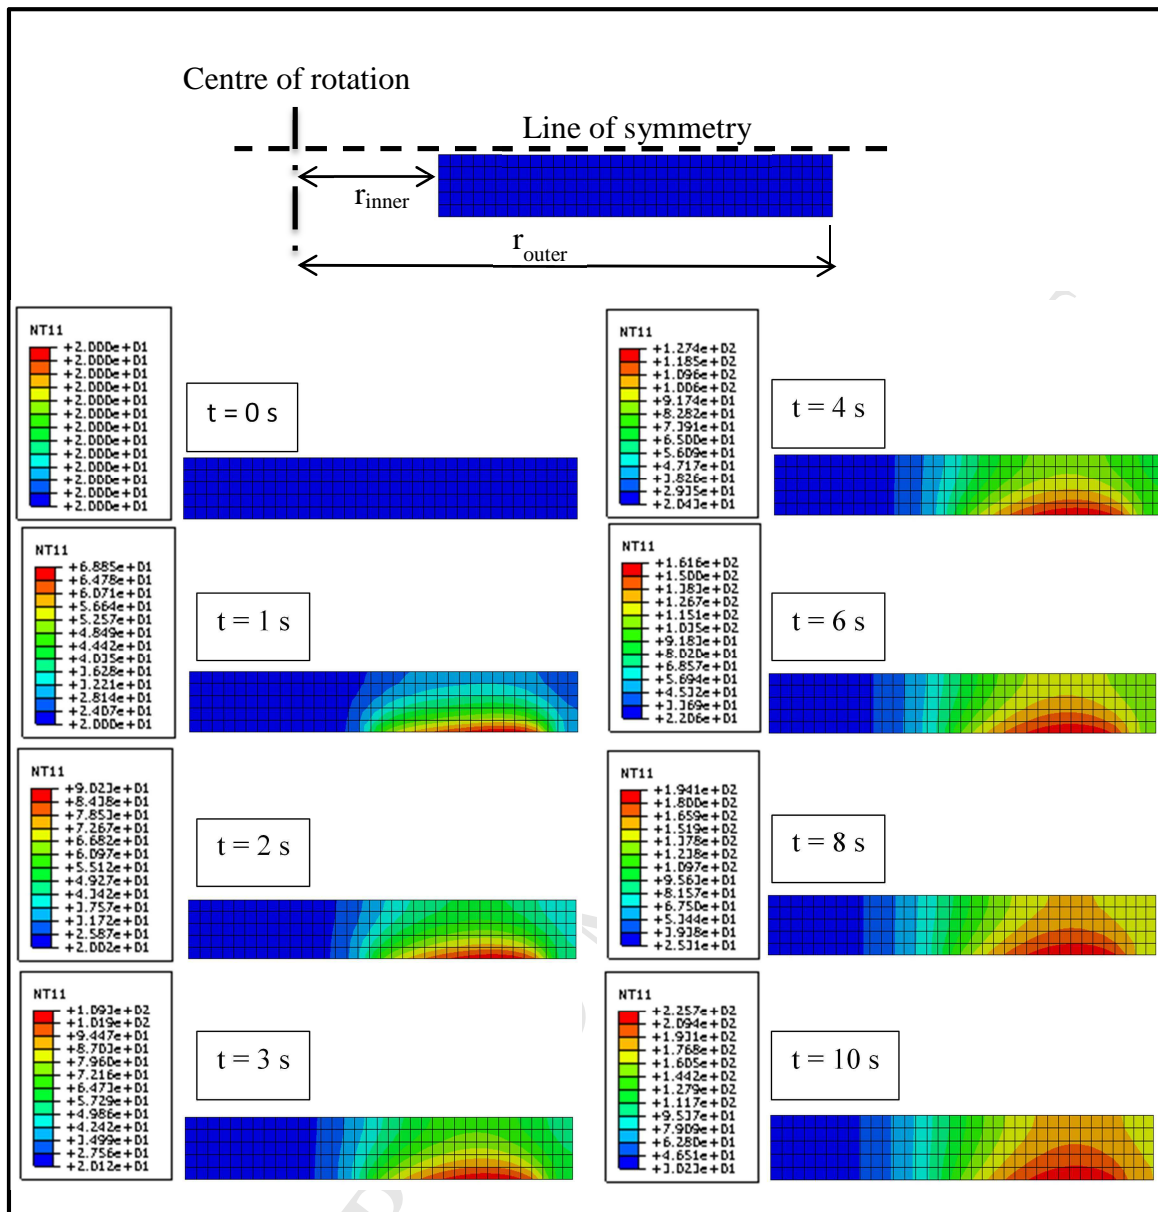 Centre of rotation
Line of symmetry
r_inner
r_outer
NT11
+2.000e+01
+2.000e+01
+2.000e+01
+2.000e+01
+2.000e+01
+2.000e+01
+2.000e+01
+2.000e+01
+2.000e+01
+2.000e+01
+2.000e+01
+2.000e+01
+2.000e+01
t = 0 s
NT11
+6.885e+01
+6.478e+01
+6.071e+01
+5.664e+01
+5.257e+01
+4.849e+01
+4.442e+01
+4.035e+01
+3.628e+01
+3.221e+01
+2.814e+01
+2.407e+01
+2.000e+01
t = 1 s
NT11
+9.023e+01
+8.438e+01
+7.853e+01
+7.267e+01
+6.682e+01
+6.097e+01
+5.512e+01
+4.927e+01
+4.342e+01
+3.757e+01
+3.172e+01
+2.587e+01
+2.002e+01
t = 2 s
NT11
+1.093e+02
+1.019e+02
+9.447e+01
+8.703e+01
+7.960e+01
+7.216e+01
+6.473e+01
+5.729e+01
+4.986e+01
+4.242e+01
+3.499e+01
+2.756e+01
+2.012e+01
t = 3 s
NT11
+1.274e+02
+1.185e+02
+1.096e+02
+1.006e+02
+9.174e+01
+8.282e+01
+7.391e+01
+6.500e+01
+5.609e+01
+4.717e+01
+3.826e+01
+2.935e+01
+2.043e+01
t = 4 s
NT11
+1.616e+02
+1.500e+02
+1.383e+02
+1.267e+02
+1.151e+02
+1.035e+02
+9.183e+01
+8.020e+01
+6.857e+01
+5.694e+01
+4.532e+01
+3.369e+01
+2.206e+01
t = 6 s
NT11
+1.941e+02
+1.800e+02
+1.659e+02
+1.519e+02
+1.378e+02
+1.238e+02
+1.097e+02
+9.563e+01
+8.157e+01
+6.750e+01
+5.344e+01
+3.938e+01
+2.531e+01
t = 8 s
NT11
+2.257e+02
+2.094e+02
+1.931e+02
+1.768e+02
+1.605e+02
+1.442e+02
+1.279e+02
+1.117e+02
+9.537e+01
+7.909e+01
+6.280e+01
+4.651e+01
+3.023e+01
t = 10 s